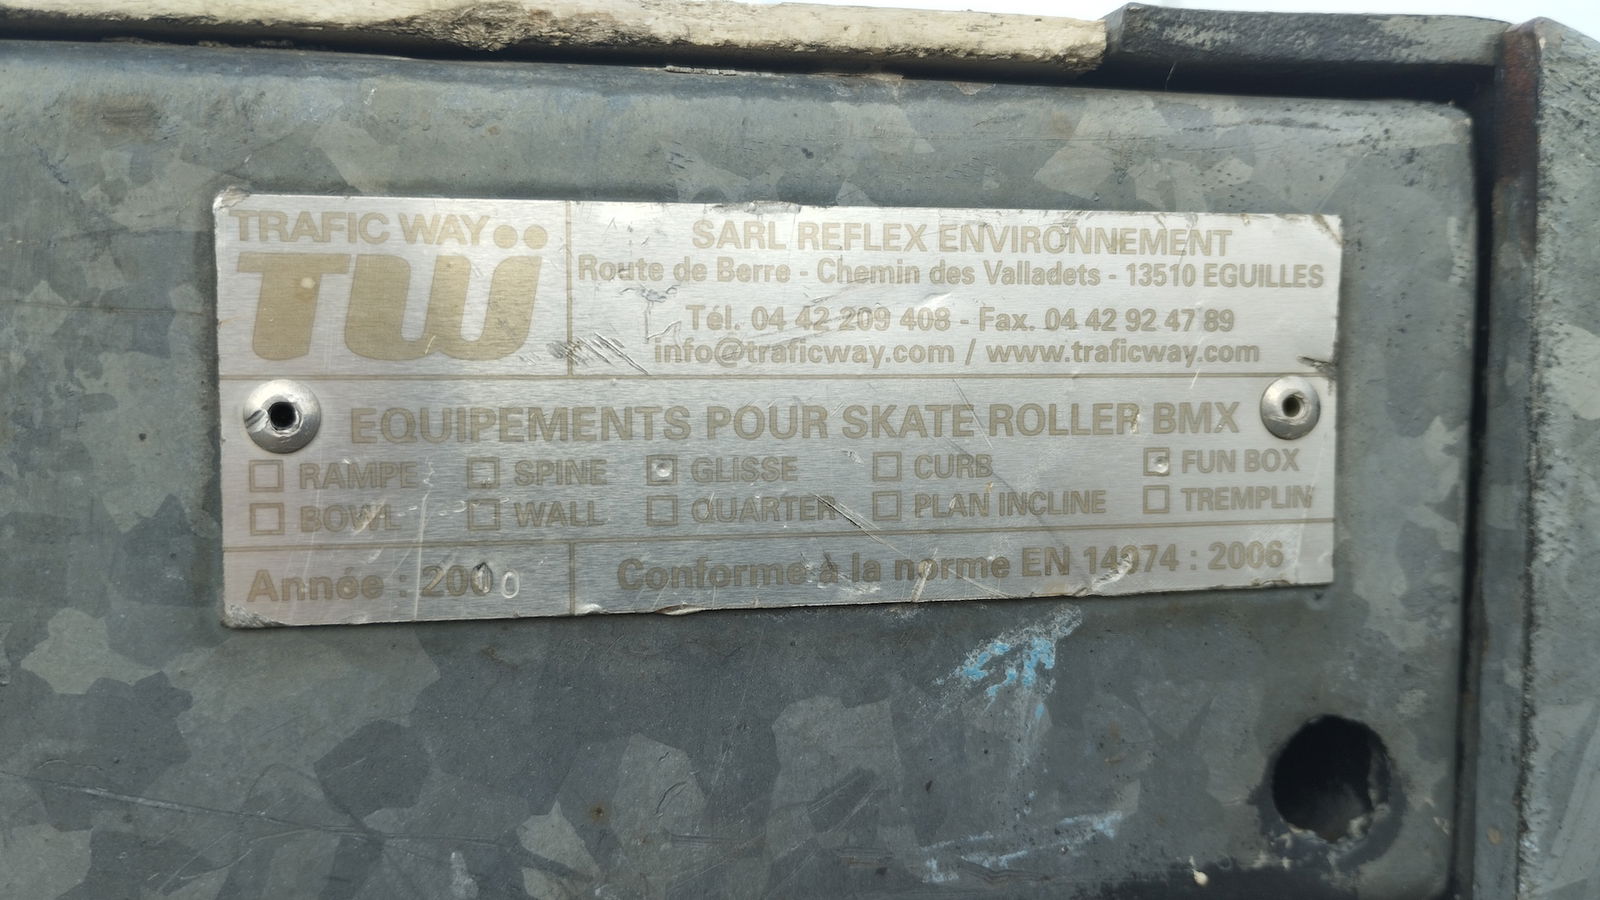 TRAFIC WAY
TW
SARL REFLEX ENVIRONNEMENT
Route de Berre - Chemin des Valladets - 13510 EGUILLES
Tél. 04 42 209 408 - Fax. 04 42 92 47 89
info@traficway.com / www.traficway.com
EQUIPEMENTS POUR SKATE ROLLER BMX
RAMPE SPINE GLISSE CURB FUN BOX
BOWL WALL QUARTER PLAN INCLINE TREMPLIN
Année :
Conforme à la norme EN 14974 : 2006